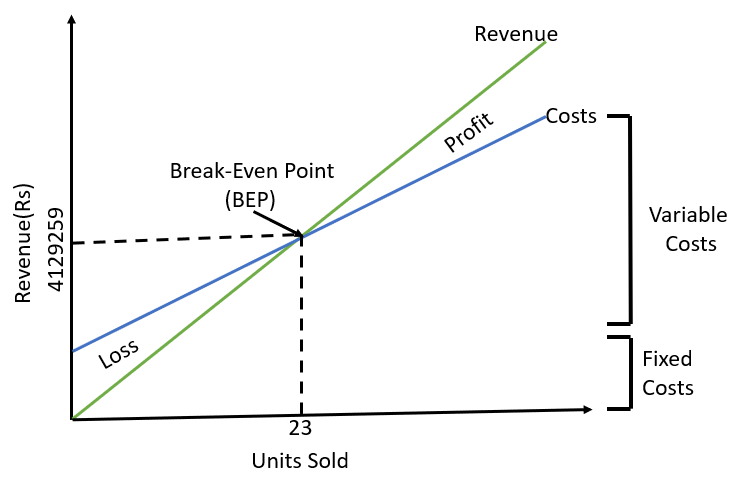 Revenue
Costs
Profit
Break-Even Point
(BEP)
Variable
Costs
Revenue(Rs)
4129259
Loss
Fixed
Costs
23
Units Sold